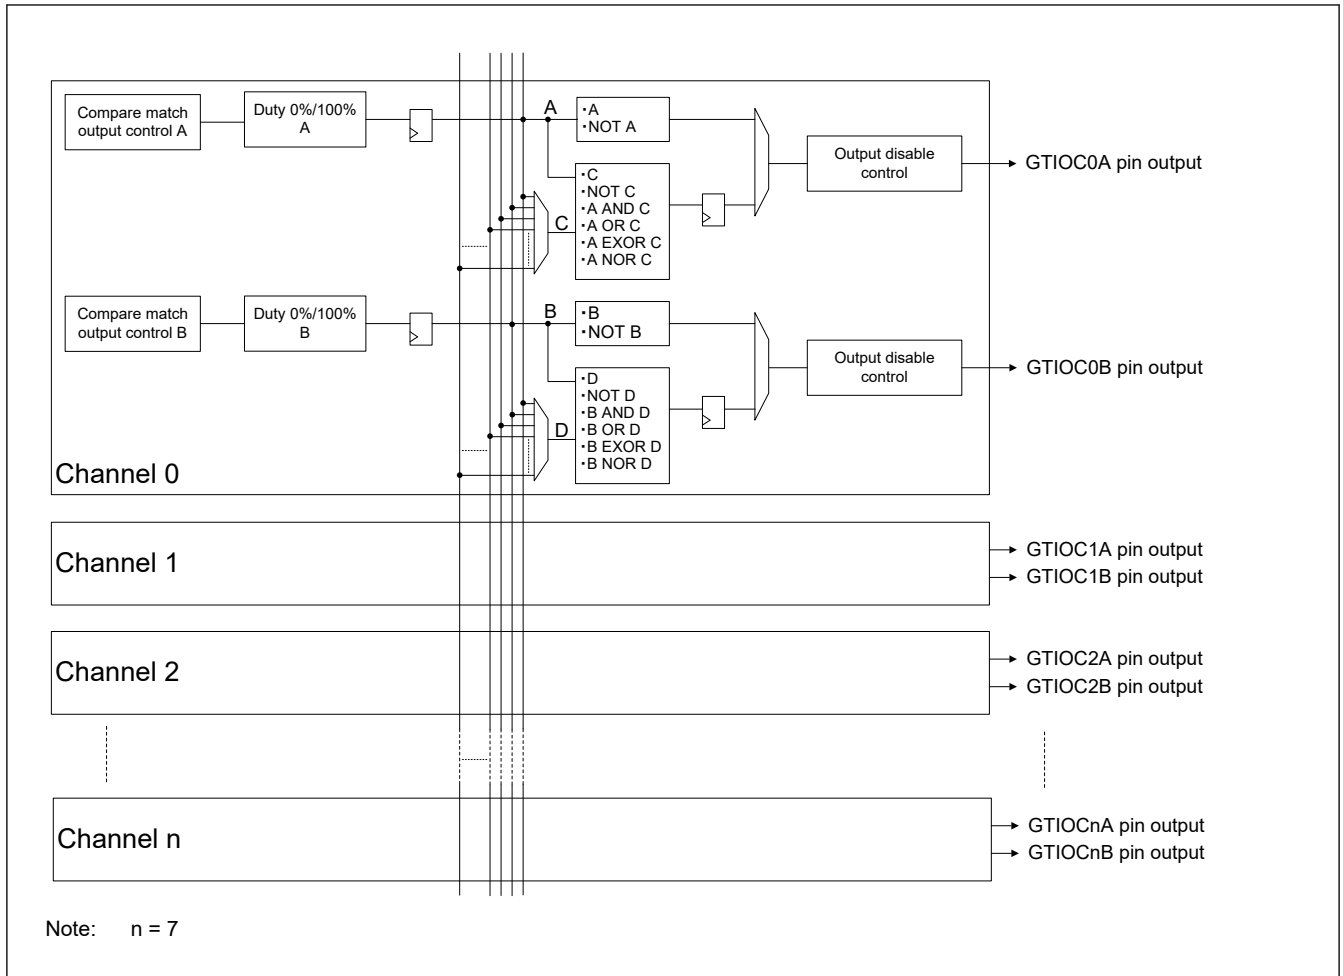 Compare match
output control A
Duty 0%/100%
A
A
・A
・NOT A
・C
・NOT C
・A AND C
・A OR C
・A EXOR C
・A NOR C
C
Output disable
control
GTIOC0A pin output
Compare match
output control B
Duty 0%/100%
B
B
・B
・NOT B
・D
・NOT D
・B AND D
・B OR D
・B EXOR D
・B NOR D
D
Output disable
control
GTIOC0B pin output
Channel 0
Channel 1
GTIOC1A pin output
GTIOC1B pin output
Channel 2
GTIOC2A pin output
GTIOC2B pin output
Channel n
GTIOCnA pin output
GTIOCnB pin output
Note: n = 7